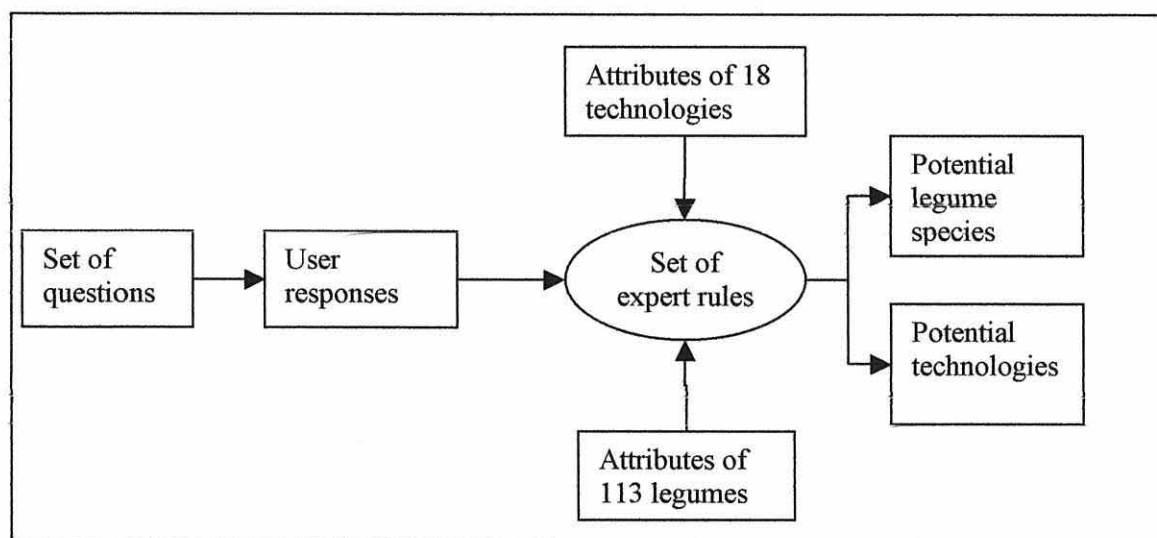 Attributes of 18
technologies
Potential
legume
species
Set of
questions
User
responses
Set of
expert rules
Potential
technologies
Attributes of
113 legumes